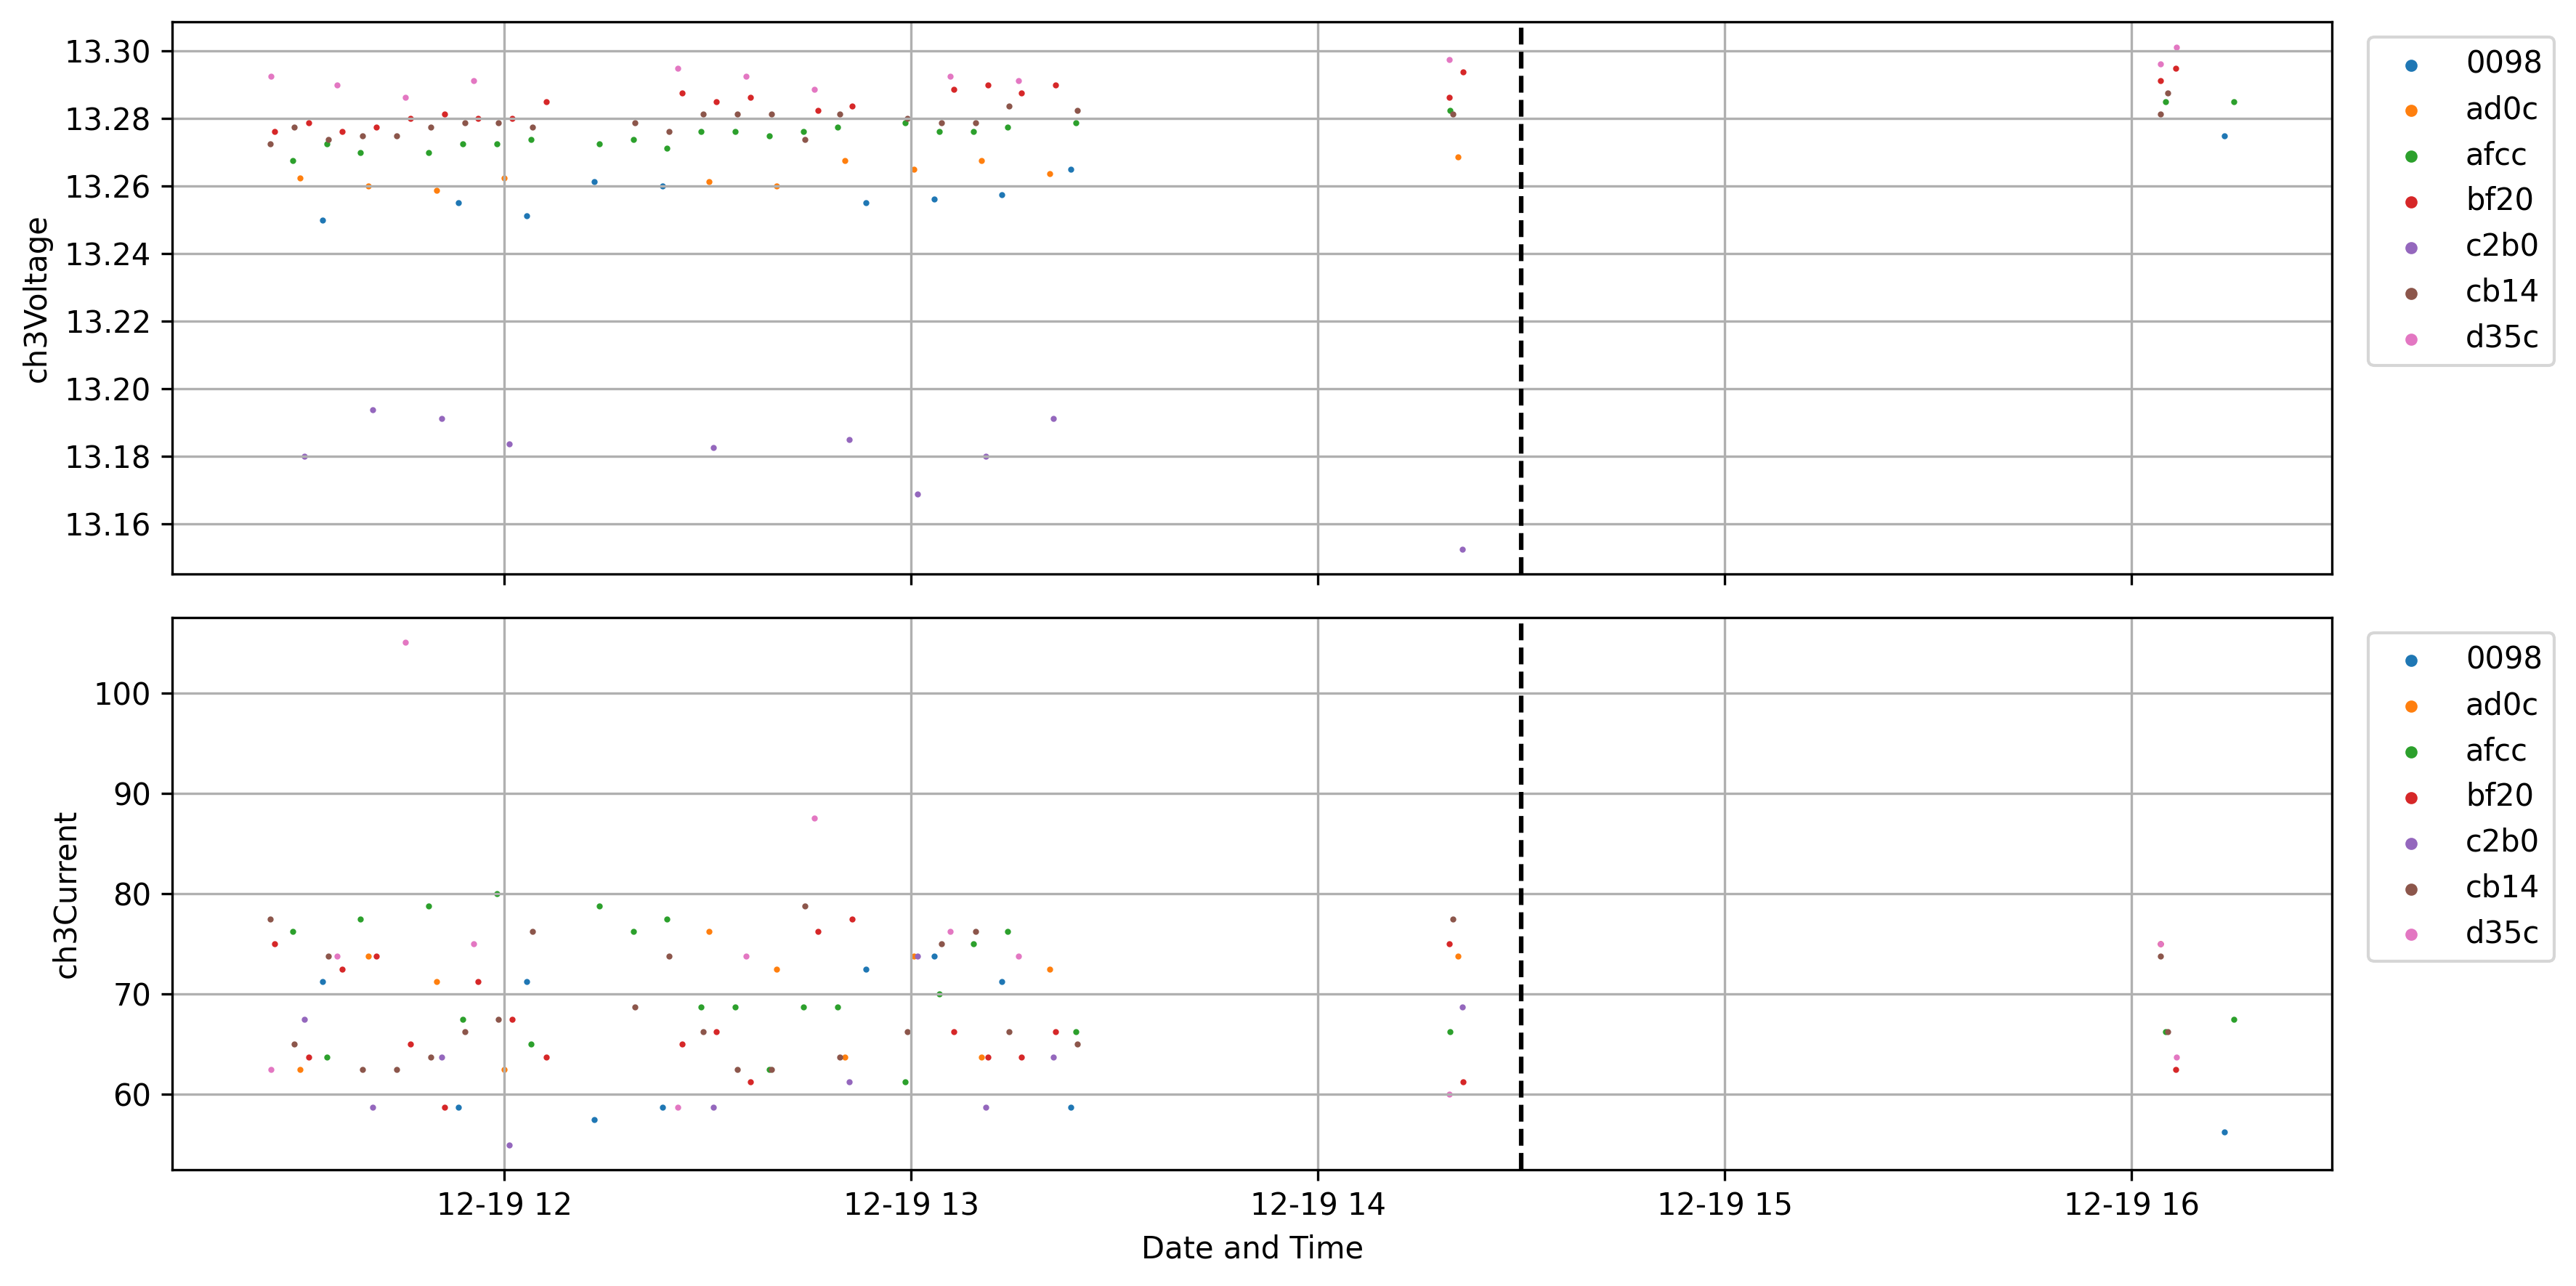 ch3Voltage
13.30
13.28
13.26
13.24
13.22
13.20
13.18
13.16
0098
ad0c
afcc
bf20
c2b0
cb14
d35c
ch3Current
100
90
80
70
60
0098
ad0c
afcc
bf20
c2b0
cb14
d35c
12-19 12
12-19 13
12-19 14
12-19 15
12-19 16
Date and Time